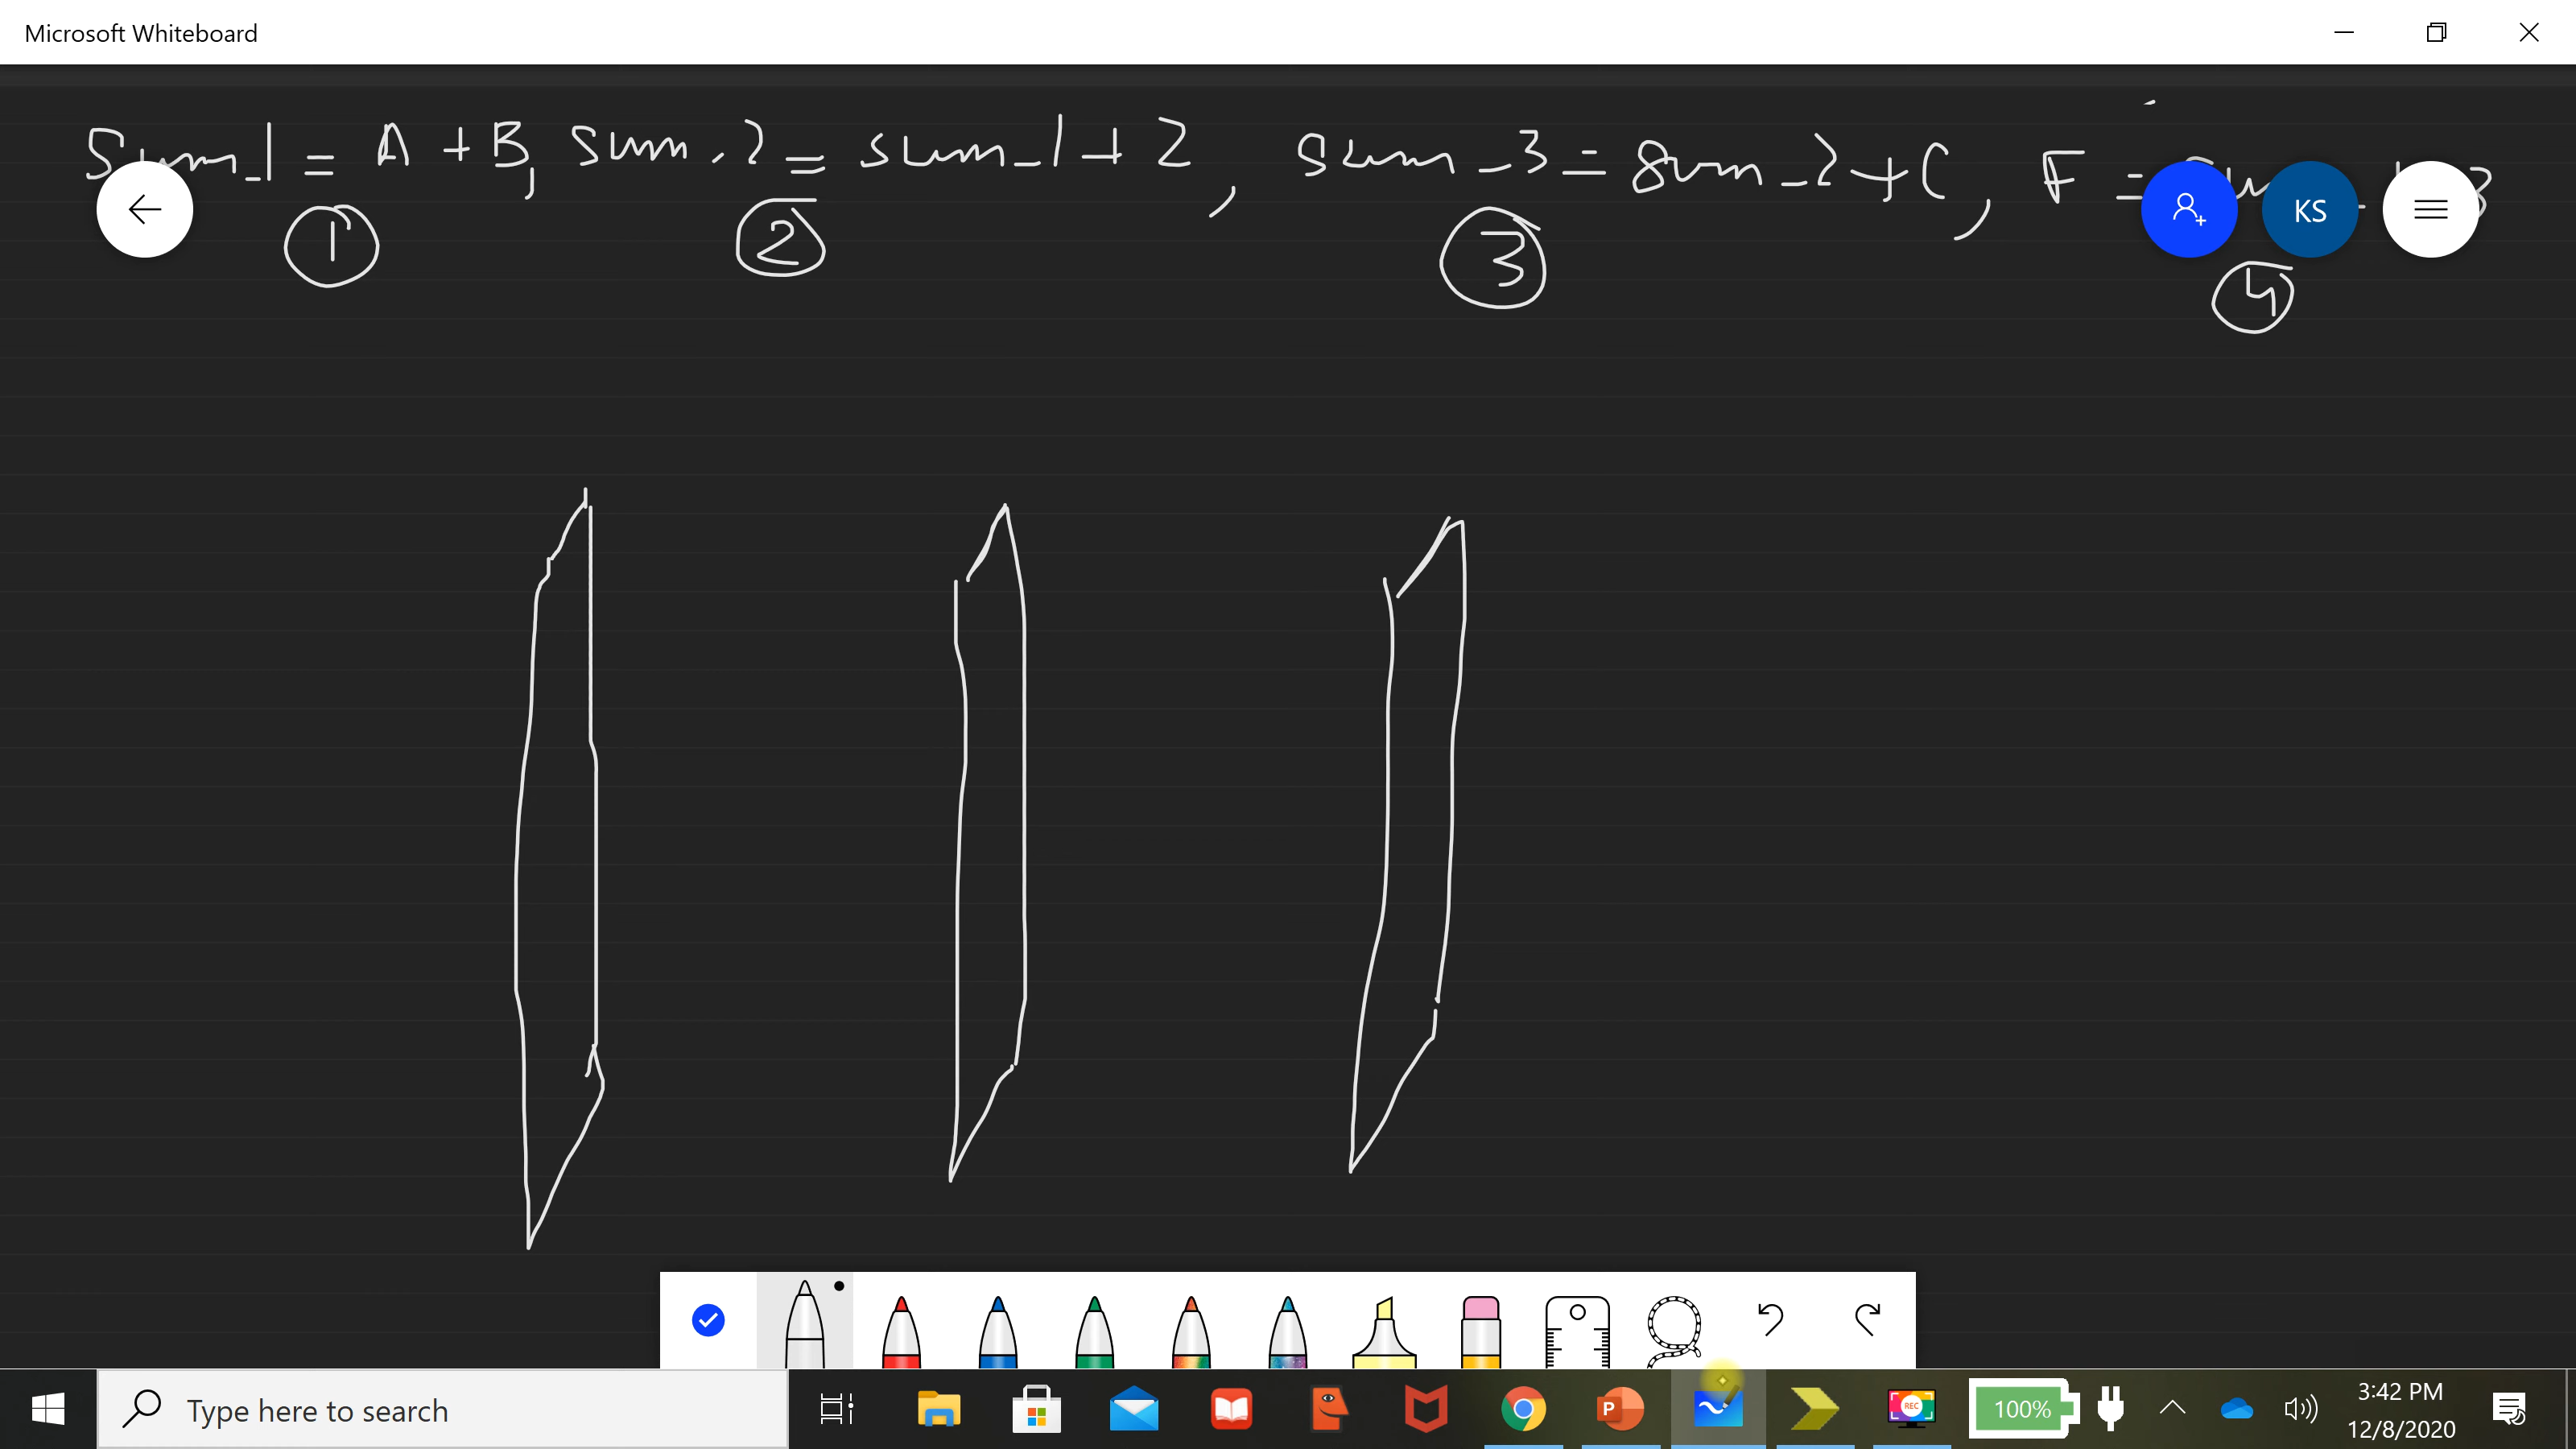 Microsoft Whiteboard
Sum_1 = A + B, Sum_2 = sum_1 + 2, Sum_3 = Sum_2 + C, F =
① ② ③ ④
KS
Type here to search
P
REC
100%
3:42 PM
12/8/2020